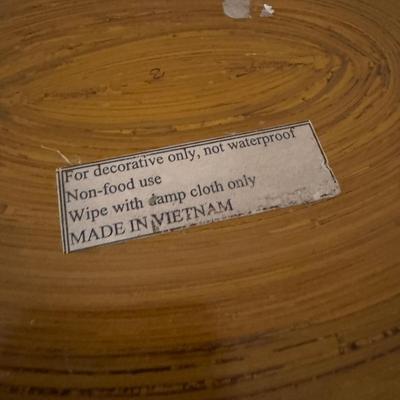 For decorative only, not waterproof
Non-food use
Wipe with damp cloth only
MADE IN VIETNAM